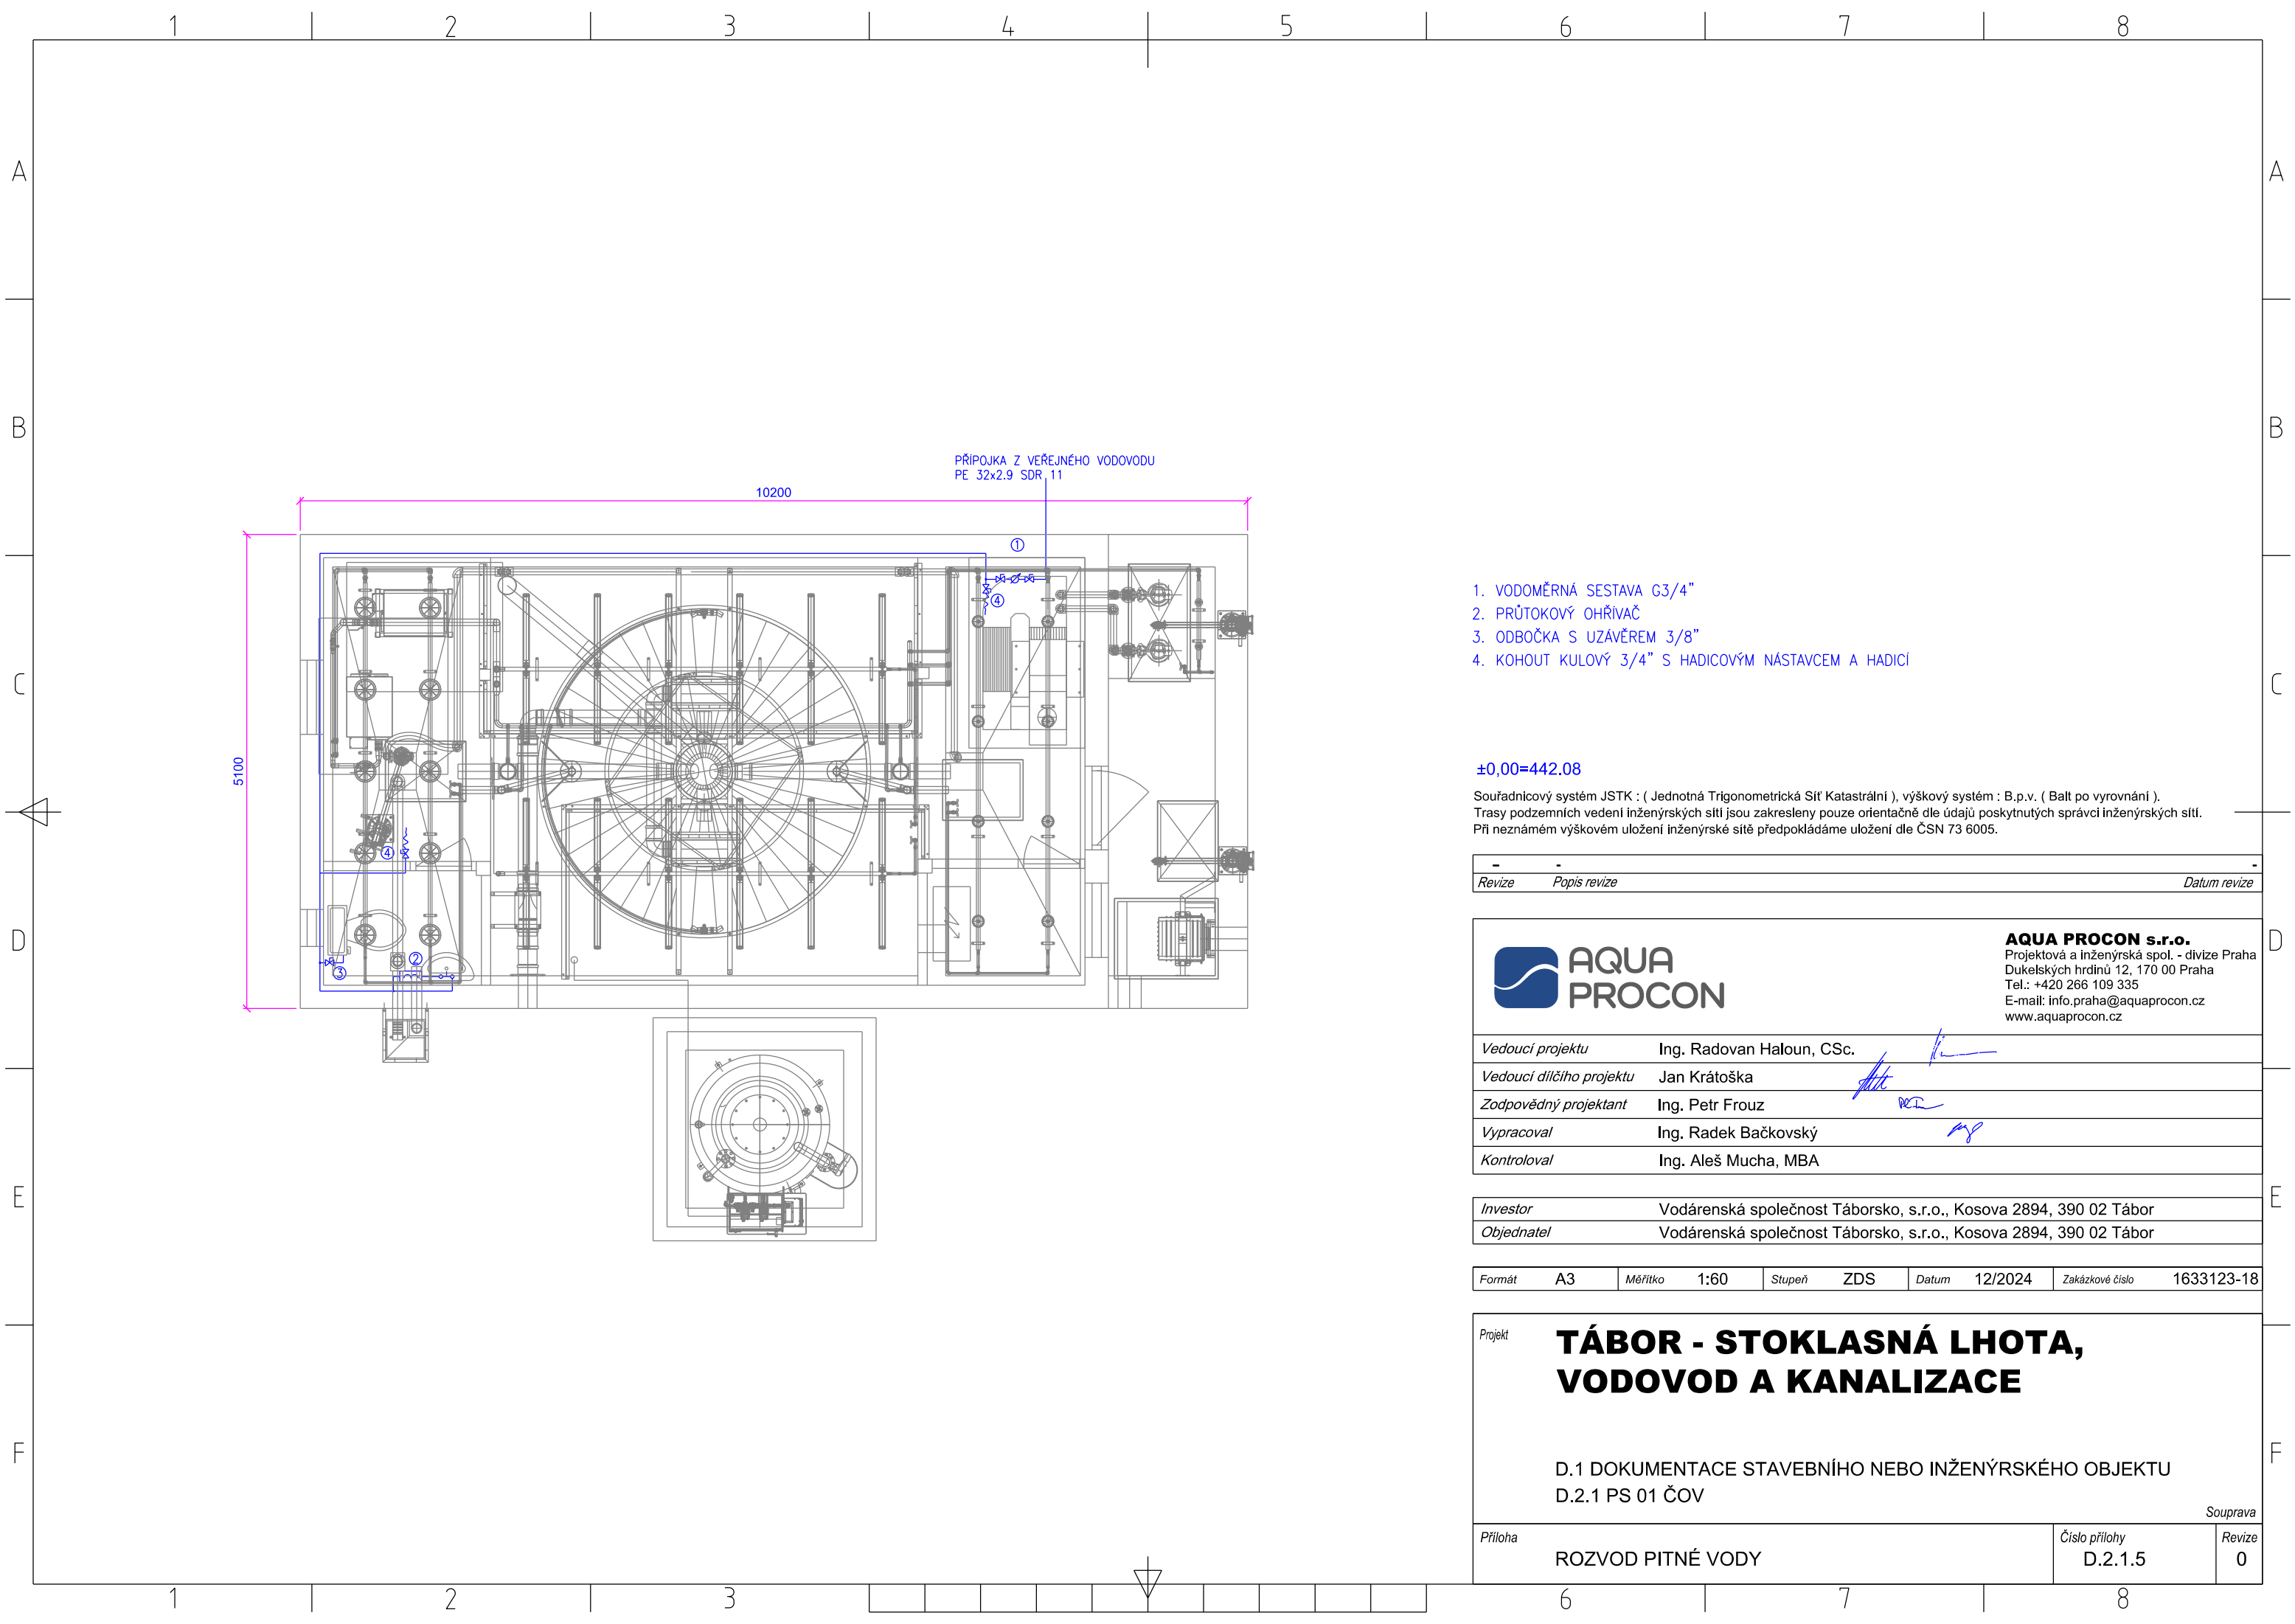 1 2 3 4 5 6 7 8
A A
B B
C C
D D
E E
F F
PŘÍPOJKA Z VEŘEJNÉHO VODOVODU
PE 32x2.9 SDR 11
10200
5100
1
4
4
3
2
1. VODOMĚRNÁ SESTAVA G3/4"
2. PRŮTOKOVÝ OHŘÍVAČ
3. ODBOČKA S UZÁVĚREM 3/8"
4. KOHOUT KULOVÝ 3/4" S HADICOVÝM NÁSTAVCEM A HADICÍ
±0,00=442.08
Souřadnicový systém JSTK : ( Jednotná Trigonometrická Síť Katastrální ), výškový systém : B.p.v. ( Balt po vyrovnání ).
Trasy podzemních vedení inženýrských sítí jsou zakresleny pouze orientačně dle údajů poskytnutých správci inženýrských sítí.
Při neznámém výškovém uložení inženýrské sítě předpokládáme uložení dle ČSN 73 6005.
- - -
Revize Popis revize Datum revize
AQUA
PROCON
AQUA PROCON s.r.o.
Projektová a inženýrská spol. - divize Praha
Dukelských hrdinů 12, 170 00 Praha
Tel.: +420 266 109 335
E-mail: info.praha@aquaprocon.cz
www.aquaprocon.cz
Vedoucí projektu Ing. Radovan Haloun, CSc.
Vedoucí dílčího projektu Jan Krátoška
Zodpovědný projektant Ing. Petr Frouz
Vypracoval Ing. Radek Bačkovský
Kontroloval Ing. Aleš Mucha, MBA
Investor Vodárenská společnost Táborsko, s.r.o., Kosova 2894, 390 02 Tábor
Objednatel Vodárenská společnost Táborsko, s.r.o., Kosova 2894, 390 02 Tábor
Formát A3 Měřítko 1:60 Stupeň ZDS Datum 12/2024 Zakázkové číslo 1633123-18
Projekt TÁBOR - STOKLASNÁ LHOTA,
VODOVOD A KANALIZACE
D.1 DOKUMENTACE STAVEBNÍHO NEBO INŽENÝRSKÉHO OBJEKTU
D.2.1 PS 01 ČOV
Souprava
Příloha Číslo přílohy Revize
ROZVOD PITNÉ VODY D.2.1.5 0
1 2 3 6 7 8